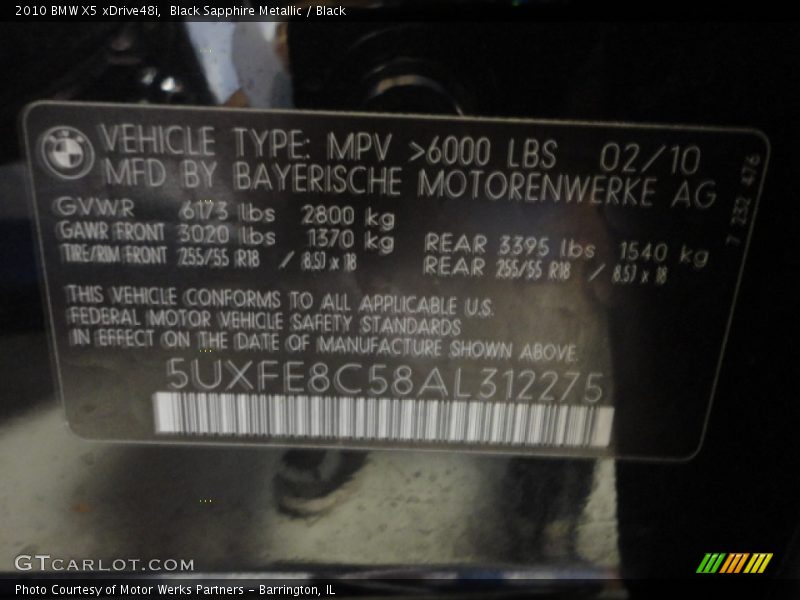 2010 BMW X5 xDrive48i, Black Sapphire Metallic / Black
VEHICLE TYPE: MPV >6000 LBS 02/10
MFD BY BAYERISCHE MOTORENWERKE AG
GVWR 6173 lbs 2800 kg
GAWR FRONT 3020 lbs 1370 kg REAR 3395 lbs 1540 kg
TIRE/RIM FRONT 255/55 R18 / 8.5J x 18 REAR 255/55 R18 / 8.5J x 18
7 232 476
THIS VEHICLE CONFORMS TO ALL APPLICABLE U.S.
FEDERAL MOTOR VEHICLE SAFETY STANDARDS
IN EFFECT ON THE DATE OF MANUFACTURE SHOWN ABOVE.
5UXFE8C58AL312275
GTCARLOT.COM
Photo Courtesy of Motor Werks Partners - Barrington, IL